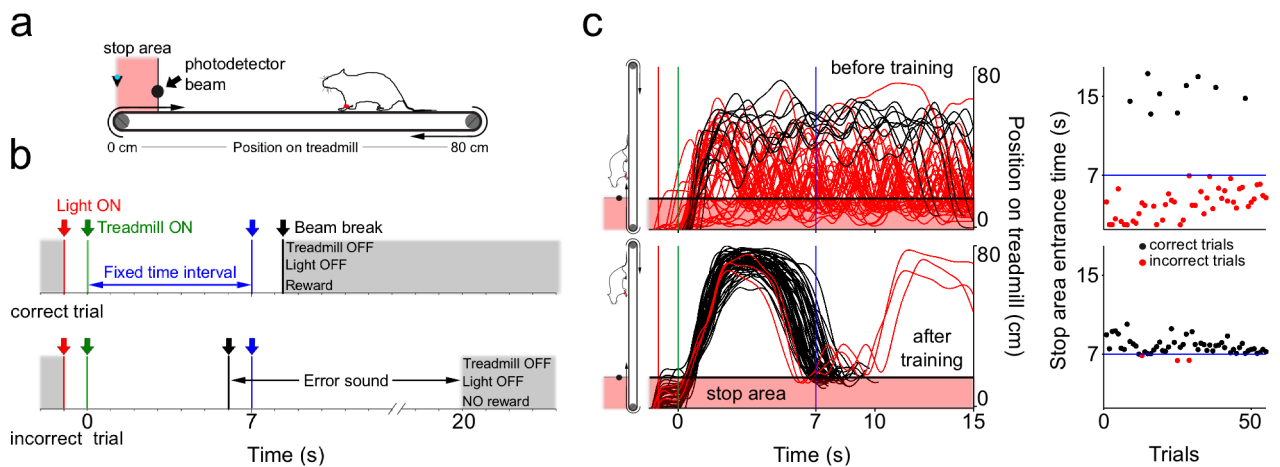 a
stop area
photodetector
beam
0 cm
Position on treadmill
80 cm
b
Light ON
Treadmill ON
Beam break
Fixed time interval
Treadmill OFF
Light OFF
Reward
correct trial
Error sound
Treadmill OFF
Light OFF
NO reward
0
7
20
incorrect trial
Time (s)
c
before training
80
0
after
training
stop area
80
0
0
7
10
15
Time (s)
Position on treadmill (cm)
Stop area entrance time (s)
15
7
correct trials
incorrect trials
15
7
0
50
Trials